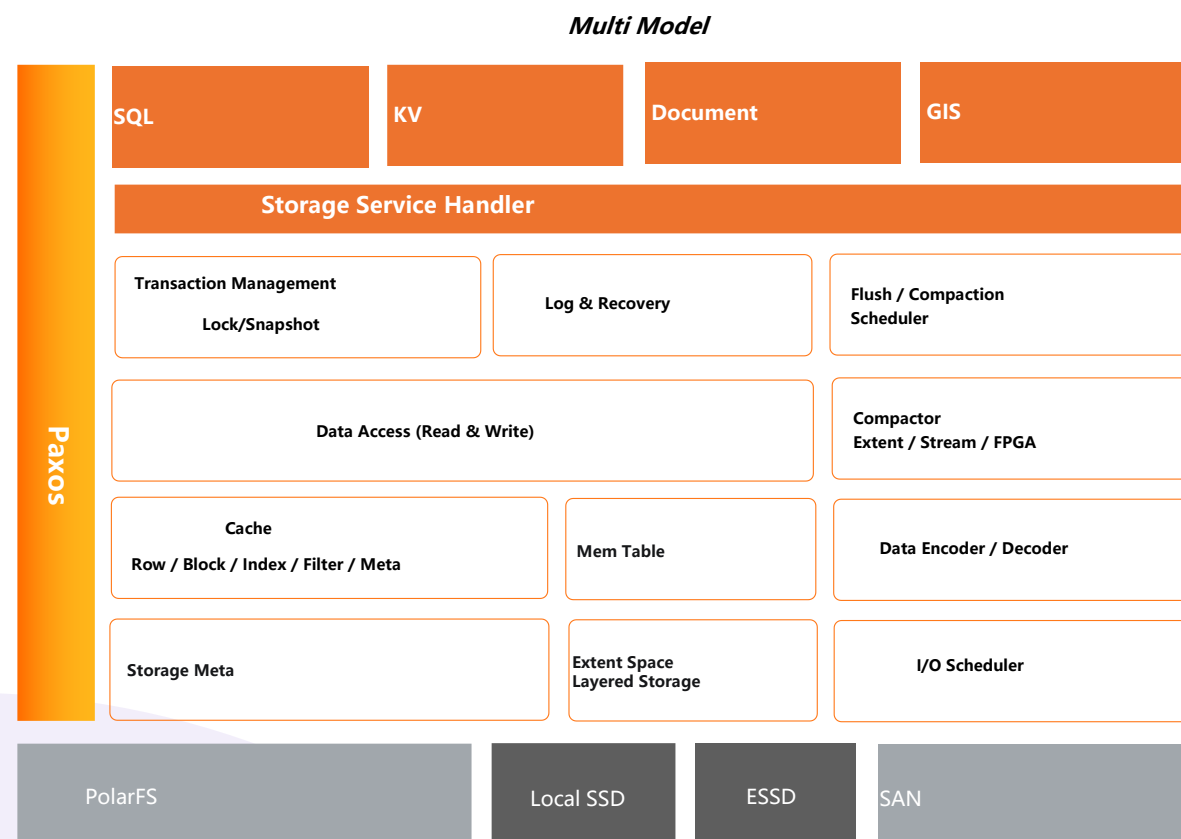 Multi Model
SQL
KV
Document
GIS
Storage Service Handler
Transaction Management
Lock/Snapshot
Log & Recovery
Flush / Compaction
Scheduler
Paxos
Data Access (Read & Write)
Compactor
Extent / Stream / FPGA
Cache
Row / Block / Index / Filter / Meta
Mem Table
Data Encoder / Decoder
Storage Meta
Extent Space
Layered Storage
I/O Scheduler
PolarFS
Local SSD
ESSD
SAN